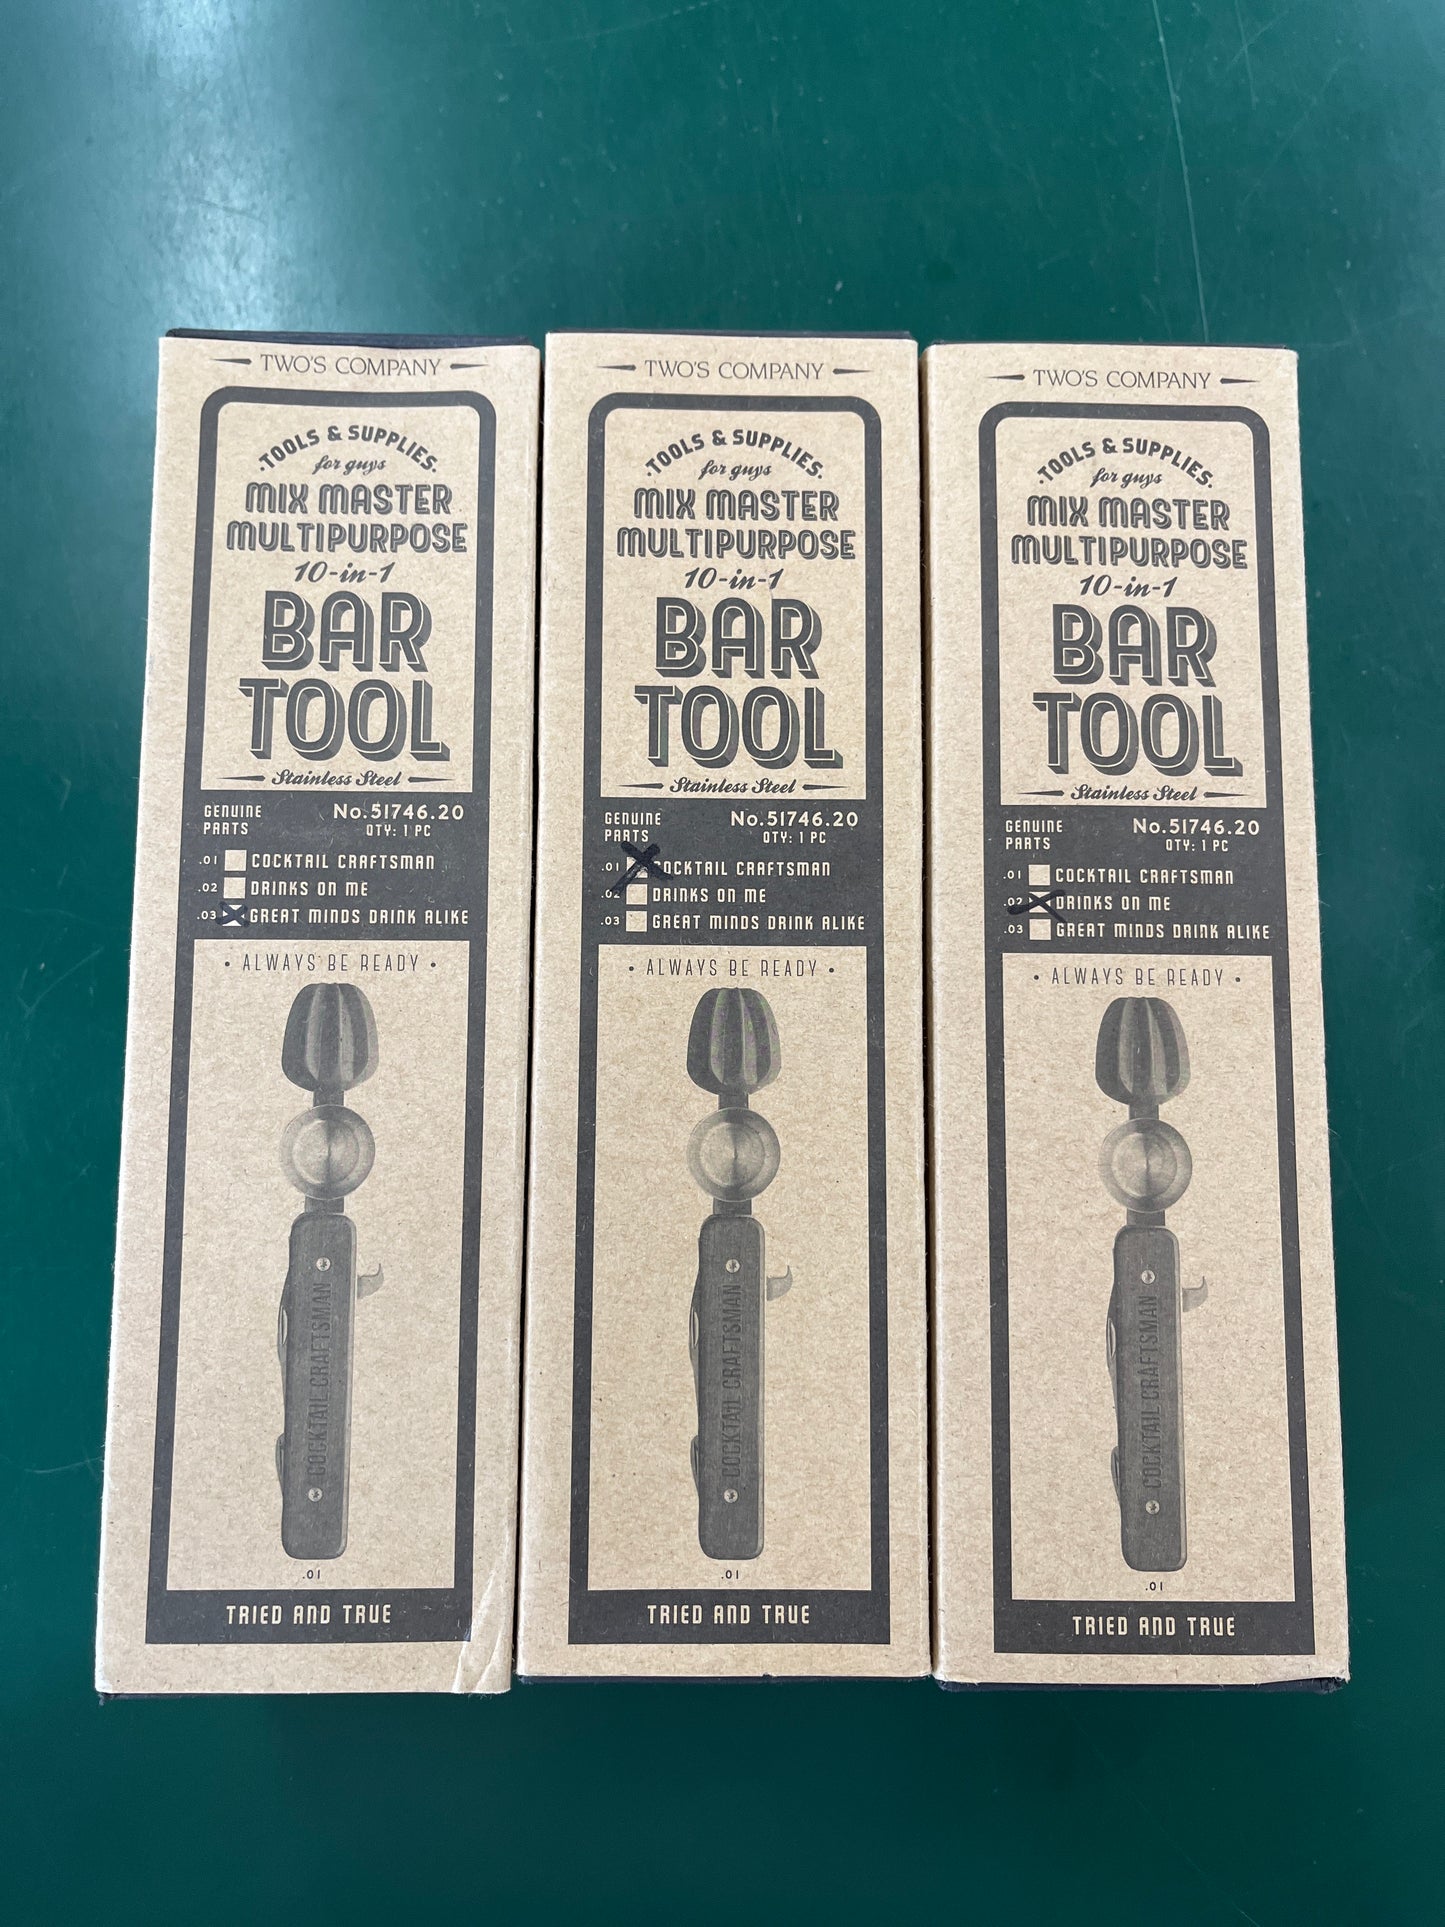 TWO'S COMPANY
·TOOLS & SUPPLIES·
for guys
MIX MASTER
MULTIPURPOSE
10-in-1
BAR
TOOL
Stainless Steel
GENUINE PARTS
No.51746.20
QTY: 1 PC
.01 COCKTAIL CRAFTSMAN
.02 DRINKS ON ME
.03 X GREAT MINDS DRINK ALIKE
• ALWAYS BE READY •
COCKTAIL CRAFTSMAN
.01
TRIED AND TRUE
TWO'S COMPANY
·TOOLS & SUPPLIES·
for guys
MIX MASTER
MULTIPURPOSE
10-in-1
BAR
TOOL
Stainless Steel
GENUINE PARTS
No.51746.20
QTY: 1 PC
.01 X COCKTAIL CRAFTSMAN
.02 DRINKS ON ME
.03 GREAT MINDS DRINK ALIKE
• ALWAYS BE READY •
COCKTAIL CRAFTSMAN
.01
TRIED AND TRUE
TWO'S COMPANY
·TOOLS & SUPPLIES·
for guys
MIX MASTER
MULTIPURPOSE
10-in-1
BAR
TOOL
Stainless Steel
GENUINE PARTS
No.51746.20
QTY: 1 PC
.01 COCKTAIL CRAFTSMAN
.02 X DRINKS ON ME
.03 GREAT MINDS DRINK ALIKE
• ALWAYS BE READY •
COCKTAIL CRAFTSMAN
.01
TRIED AND TRUE